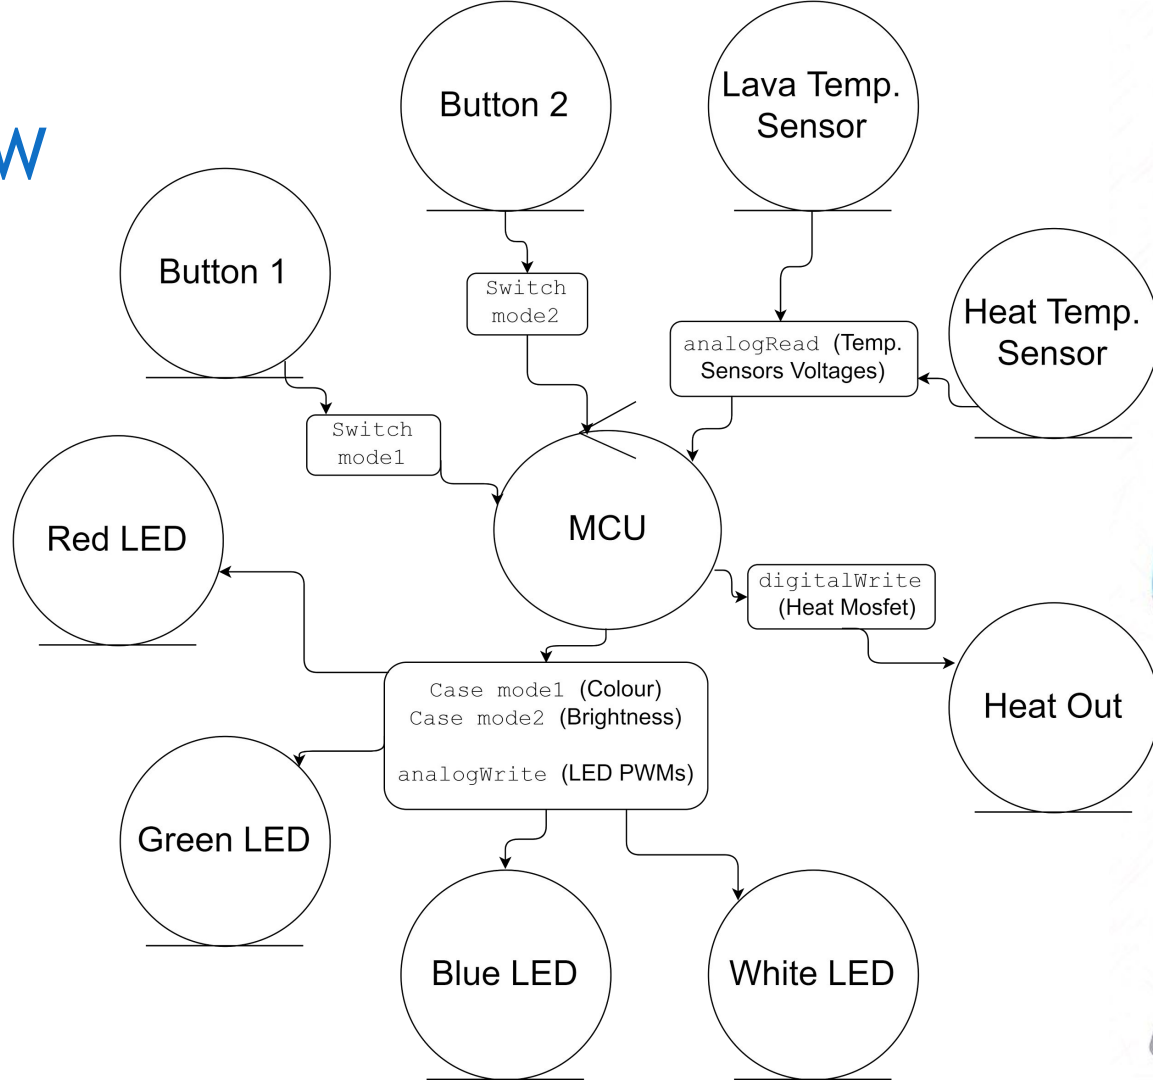 W
Button 2
Lava Temp.
Sensor
Button 1
Switch
mode2
Heat Temp.
Sensor
analogRead (Temp.
Sensors Voltages)
Switch
mode1
Red LED
MCU
digitalWrite
(Heat Mosfet)
Case mode1 (Colour)
Case mode2 (Brightness)
analogWrite (LED PWMs)
Heat Out
Green LED
Blue LED
White LED